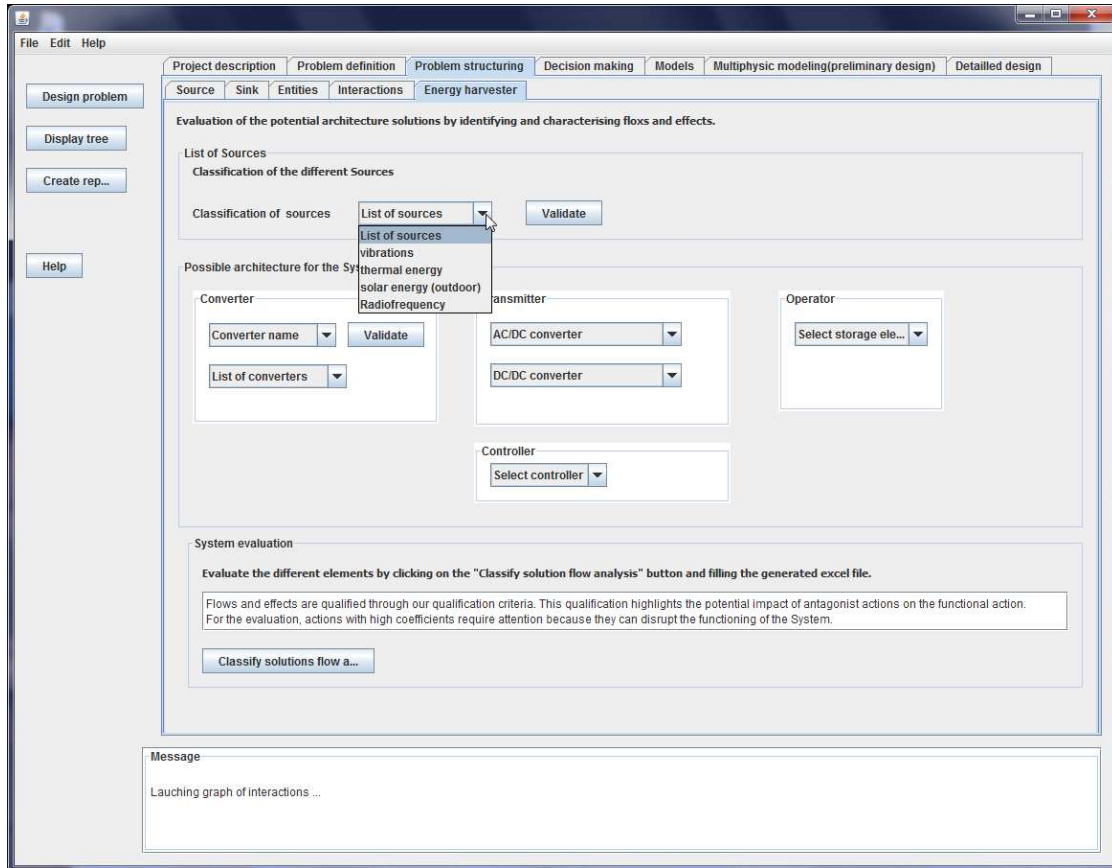 File Edit Help
Project description Problem definition Problem structuring Decision making Models Multiphysic modeling(preliminary design) Detailled design
Source Sink Entities Interactions Energy harvester
Design problem
Display tree
Create rep...
Help
Evaluation of the potential architecture solutions by identifying and characterising floxs and effects.
List of Sources
Classification of the different Sources
Classification of sources List of sources Validate
List of sources
vibrations
thermal energy
solar energy (outdoor)
Radiofrequency
Possible architecture for the Sys
Converter
Converter name Validate
List of converters
ransmitter
AC/DC converter
DC/DC converter
Operator
Select storage ele...
Controller
Select controller
System evaluation
Evaluate the different elements by clicking on the "Classify solution flow analysis" button and filling the generated excel file.
Flows and effects are qualified through our qualification criteria. This qualification highlights the potential impact of antagonist actions on the functional action.
For the evaluation, actions with high coefficients require attention because they can disrupt the functioning of the System.
Classify solutions flow a...
Message
Lauching graph of interactions ...